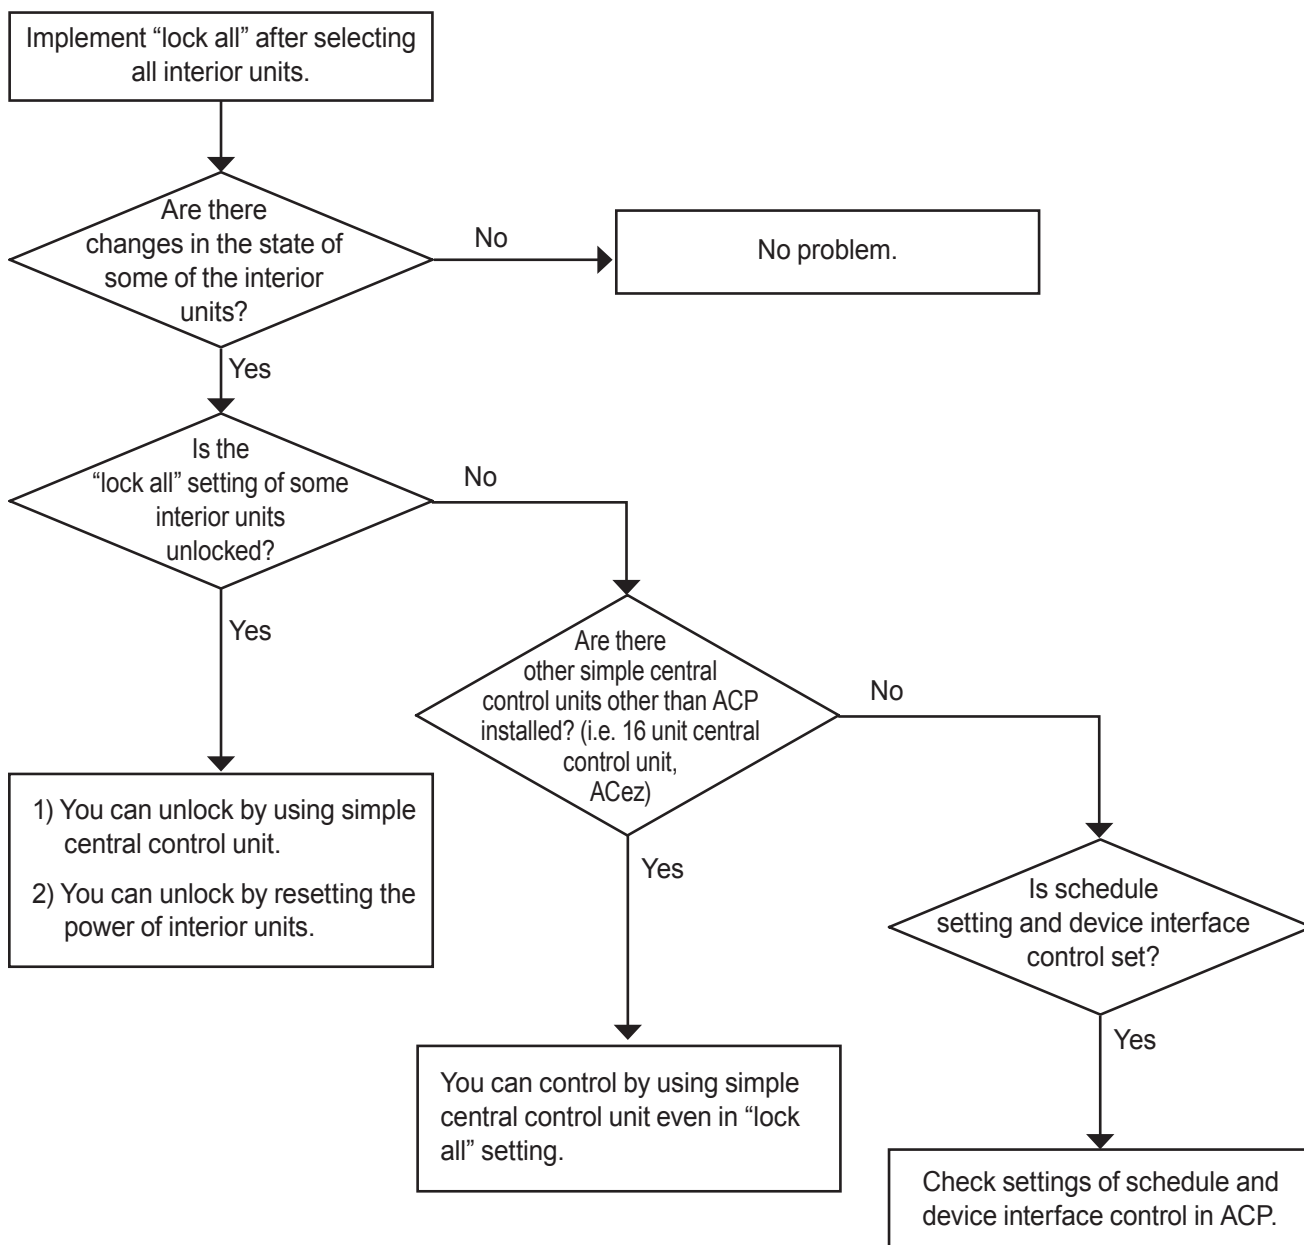 Implement “lock all” after selecting
all interior units.
Are there
changes in the state of
some of the interior
units?
No
No problem.
Yes
Is the
“lock all” setting of some
interior units
unlocked?
No
Yes
Are there
other simple central
control units other than ACP
installed? (i.e. 16 unit central
control unit,
ACez)
No
1) You can unlock by using simple
central control unit.
2) You can unlock by resetting the
power of interior units.
Yes
Is schedule
setting and device interface
control set?
Yes
You can control by using simple
central control unit even in “lock
all” setting.
Check settings of schedule and
device interface control in ACP.